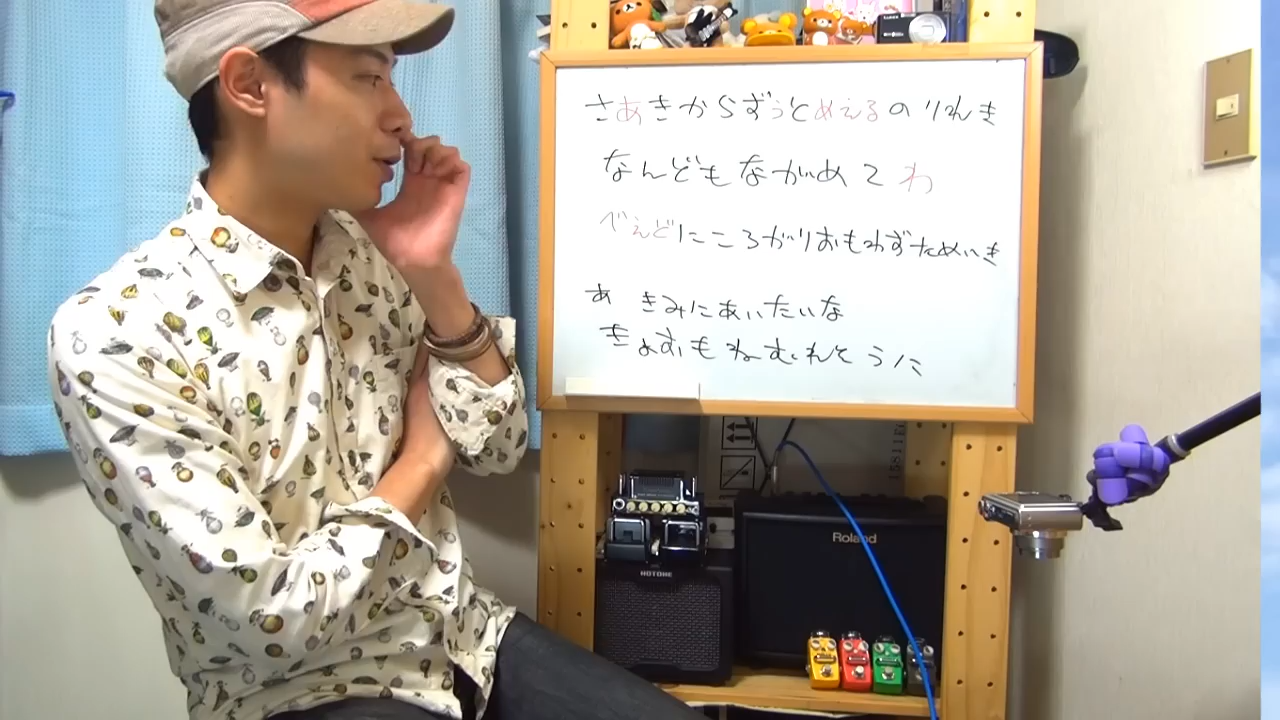 さあきからずうとめえるのりれき
なんどもながめてわ
べえどにころがりおもわずためいき
あ きみにあいたいな
きょおもねむれそうに
Roland
HOTONE